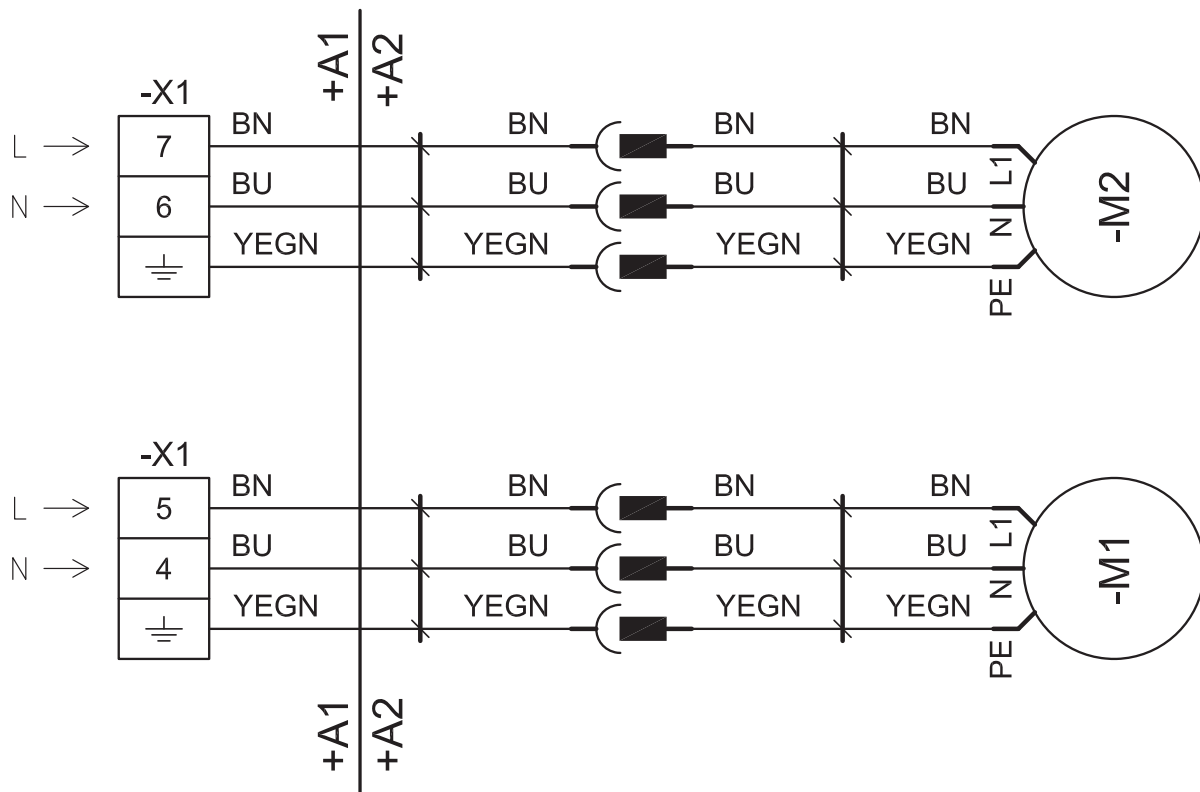 +A1 +A2
-X1
BN BN BN BN
L → 7 L1
BU BU BU BU
N → 6 N -M2
YEGN YEGN YEGN YEGN
PE
-X1
BN BN BN BN
L → 5 L1
BU BU BU BU
N → 4 N -M1
YEGN YEGN YEGN YEGN
PE
+A1 +A2